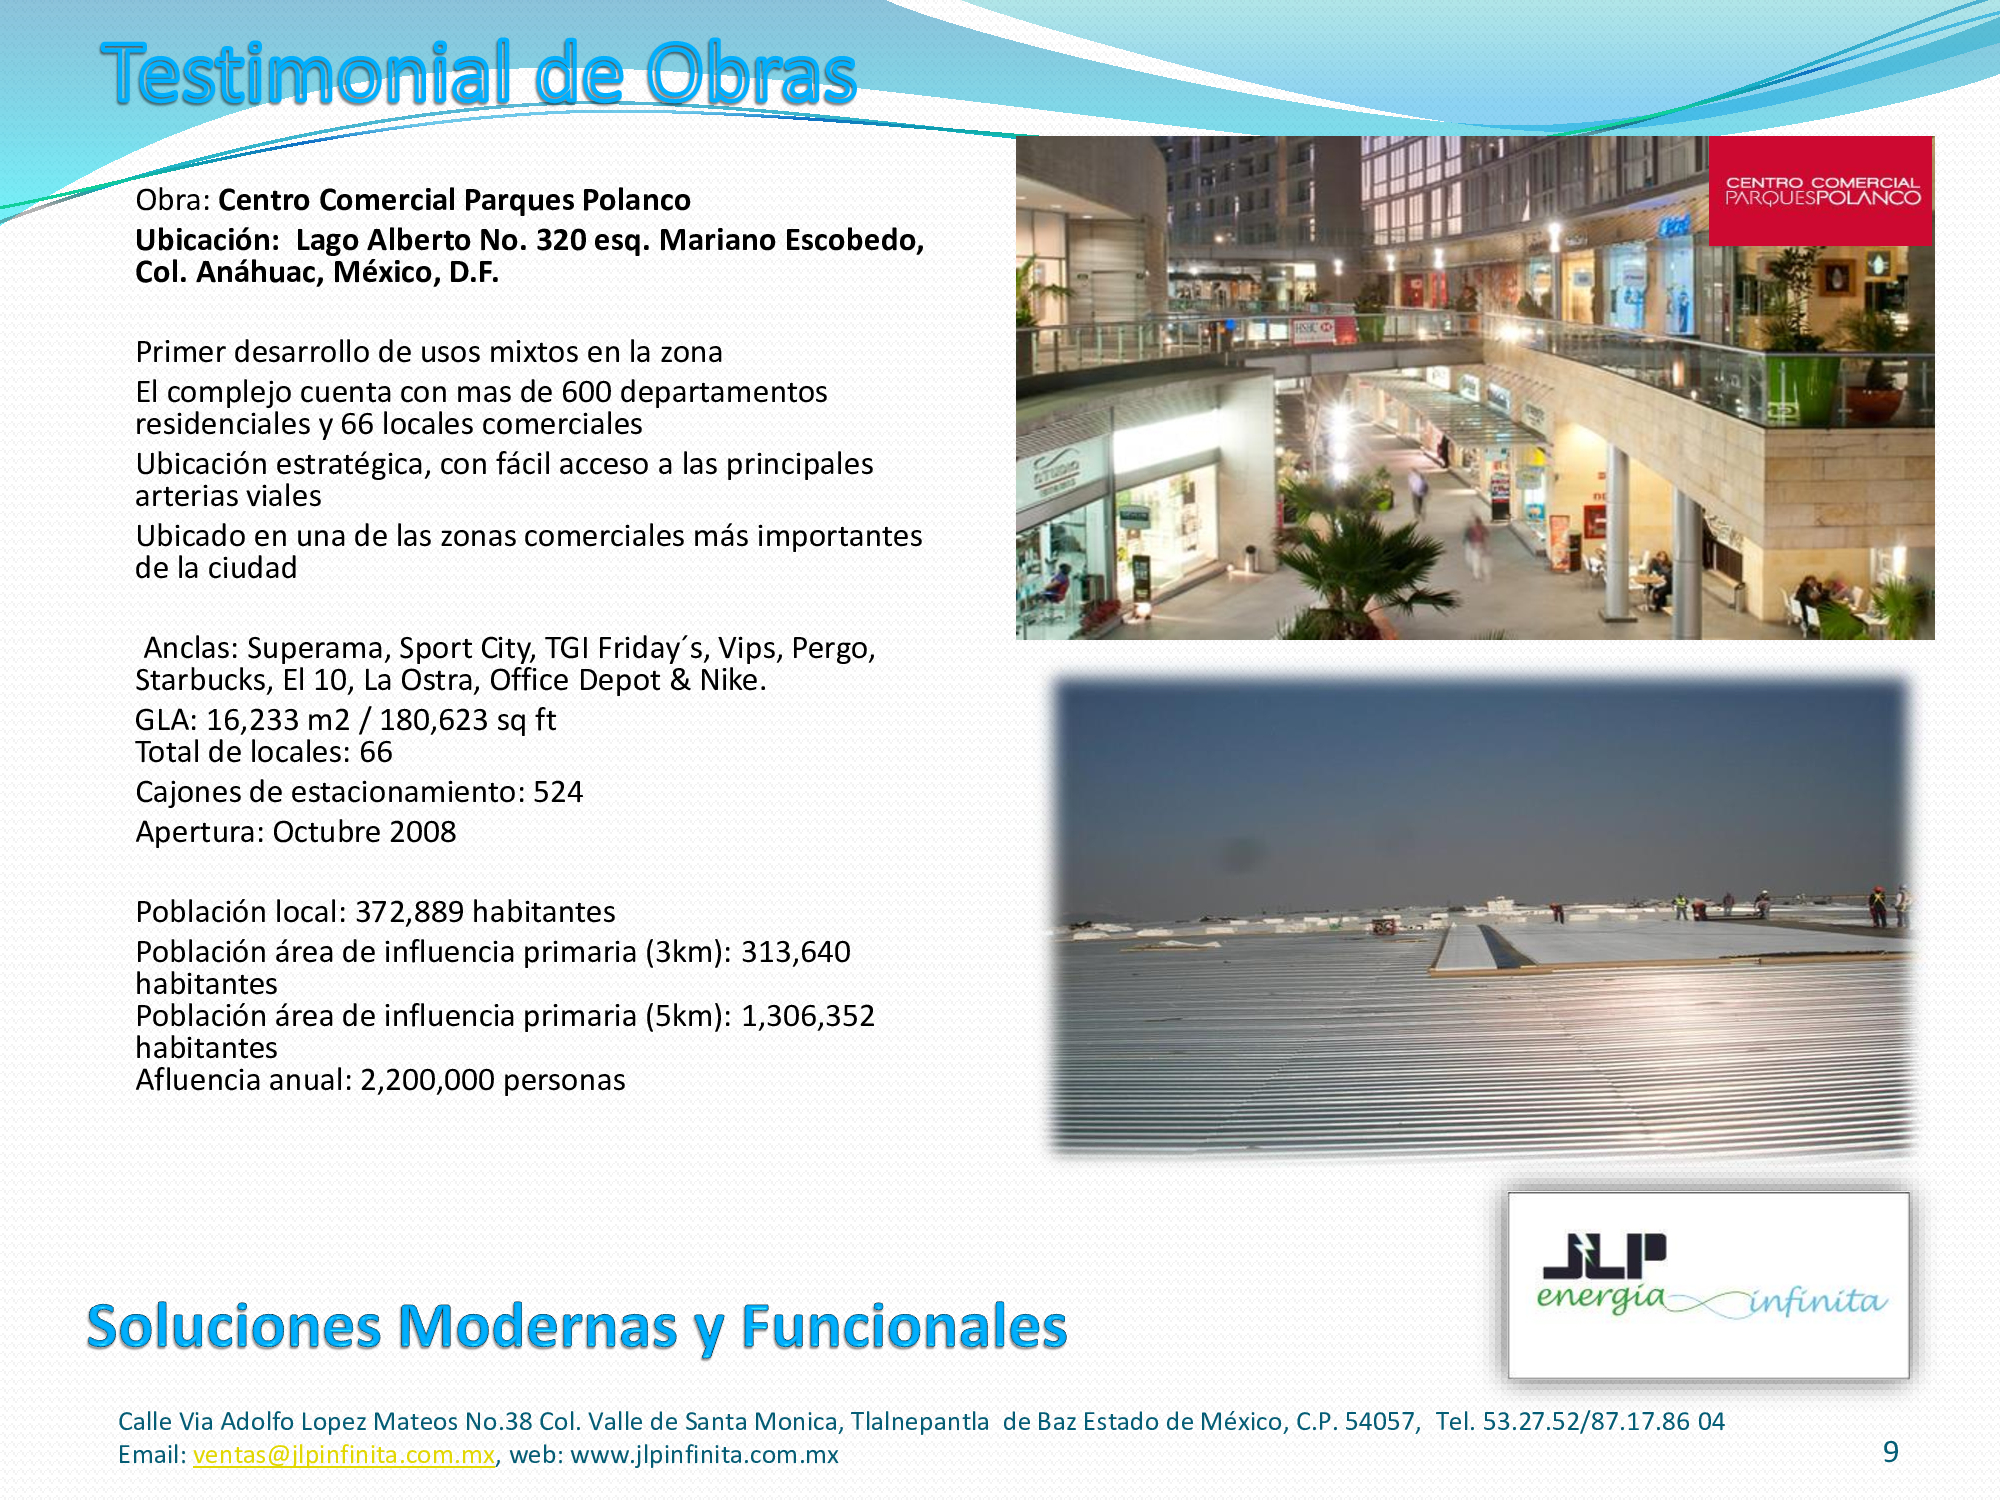 Testimonial de Obras
CENTRO COMERCIAL
PARQUESPOLANCO
HSBC
STUDIO
Obra: Centro Comercial Parques Polanco
Ubicación:  Lago Alberto No. 320 esq. Mariano Escobedo,
Col. Anáhuac, México, D.F.
Primer desarrollo de usos mixtos en la zona
El complejo cuenta con mas de 600 departamentos
residenciales y 66 locales comerciales
Ubicación estratégica, con fácil acceso a las principales
arterias viales
Ubicado en una de las zonas comerciales más importantes
de la ciudad
Anclas: Superama, Sport City, TGI Friday´s, Vips, Pergo,
Starbucks, El 10, La Ostra, Office Depot & Nike.
GLA: 16,233 m2 / 180,623 sq ft
Total de locales: 66
Cajones de estacionamiento: 524
Apertura: Octubre 2008
Población local: 372,889 habitantes
Población área de influencia primaria (3km): 313,640
habitantes
Población área de influencia primaria (5km): 1,306,352
habitantes
Afluencia anual: 2,200,000 personas
JLP
energía infinita
Soluciones Modernas y Funcionales
Calle Via Adolfo Lopez Mateos No.38 Col. Valle de Santa Monica, Tlalnepantla  de Baz Estado de México, C.P. 54057,  Tel. 53.27.52/87.17.86 04
Email: ventas@jlpinfinita.com.mx, web: www.jlpinfinita.com.mx
9